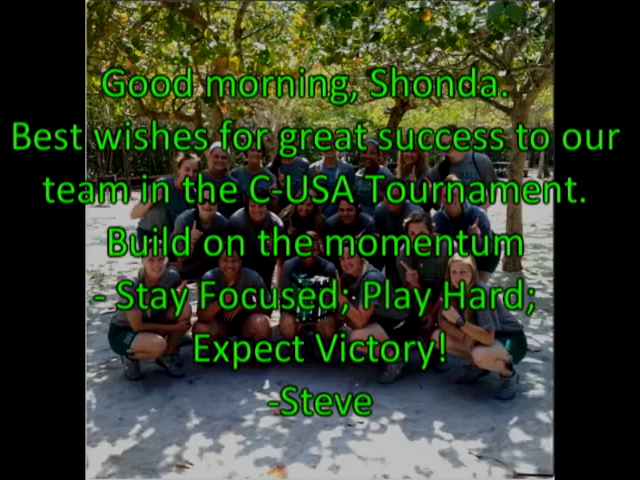 Good morning, Shonda.
Best wishes for great success to our
team in the C-USA Tournament.
Build on the momentum
- Stay Focused; Play Hard;
Expect Victory!
-Steve